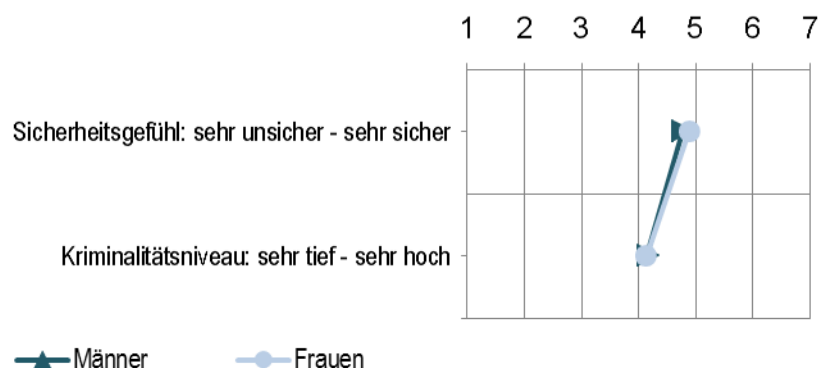 1 2 3 4 5 6 7
Sicherheitsgefühl: sehr unsicher - sehr sicher
Kriminalitätsniveau: sehr tief - sehr hoch
Männer Frauen